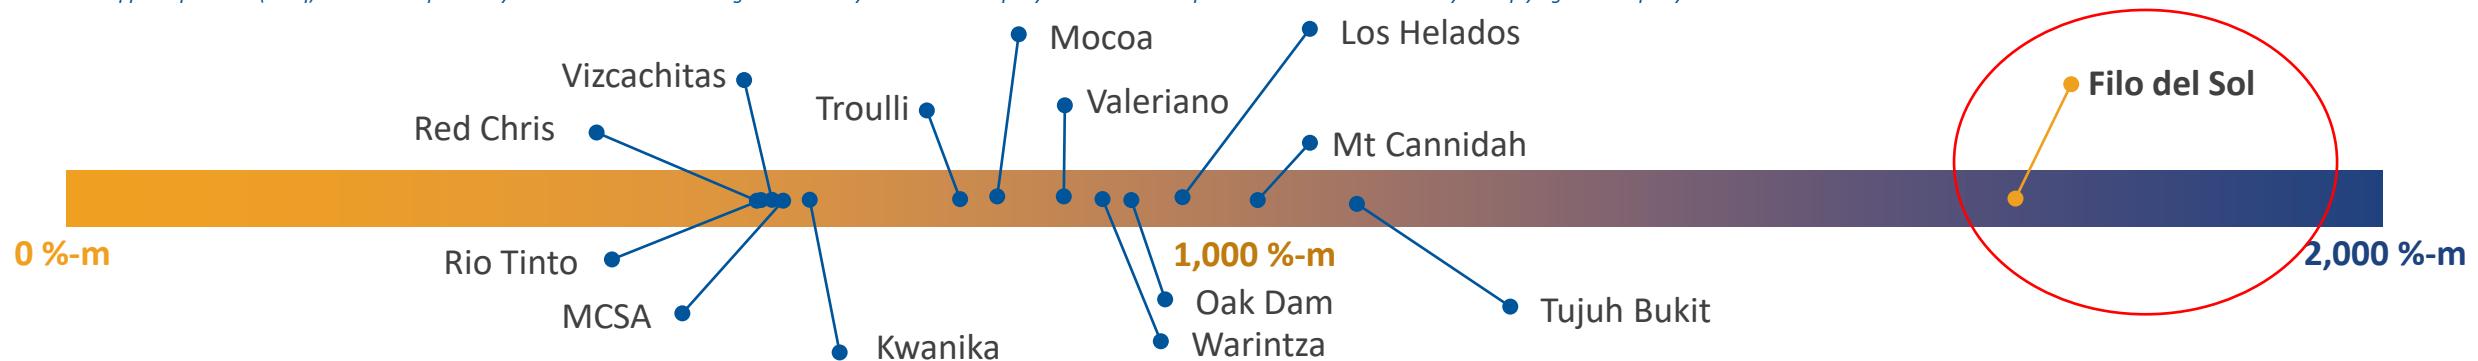 Mocoa
Los Helados
Vizcachitas
Filo del Sol
Troulli
Valeriano
Red Chris
Mt Cannidah
0 %-m
1,000 %-m
2,000 %-m
Rio Tinto
Oak Dam
Tujuh Bukit
MCSA
Kwanika
Warintza